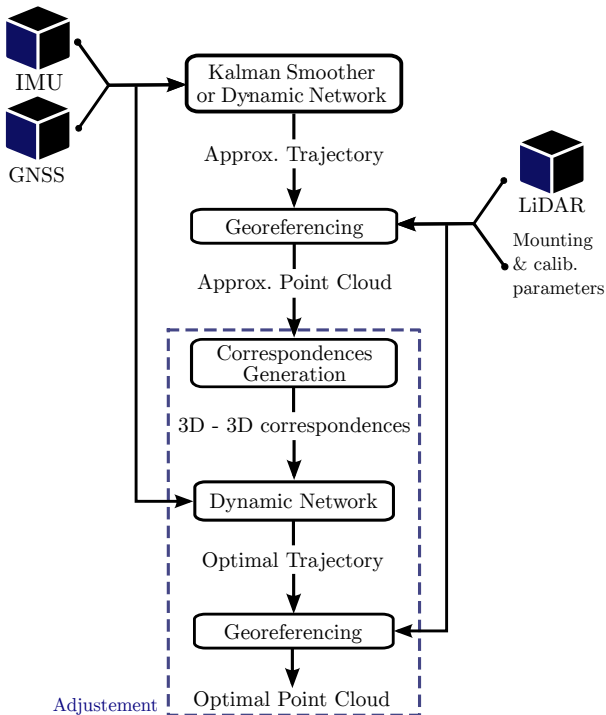 IMU
GNSS
Kalman Smoother
or Dynamic Network
Approx. Trajectory
LiDAR
Mounting
& calib.
parameters
Georeferencing
Approx. Point Cloud
Correspondences
Generation
3D - 3D correspondences
Dynamic Network
Optimal Trajectory
Georeferencing
Optimal Point Cloud
Adjustement